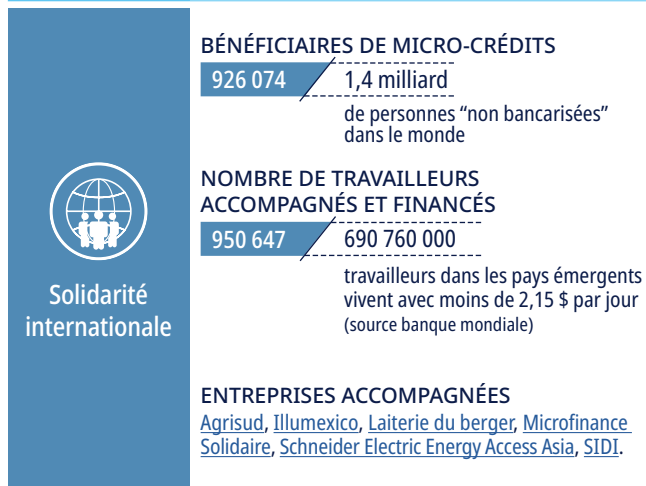 Solidarité
internationale
BÉNÉFICIAIRES DE MICRO-CRÉDITS
926 074 1,4 milliard
de personnes “non bancarisées”
dans le monde
NOMBRE DE TRAVAILLEURS
ACCOMPAGNÉS ET FINANCÉS
950 647 690 760 000
travailleurs dans les pays émergents
vivent avec moins de 2,15 $ par jour
(source banque mondiale)
ENTREPRISES ACCOMPAGNÉES
Agrisud, Illumexico, Laiterie du berger, Microfinance
Solidaire, Schneider Electric Energy Access Asia, SIDI.